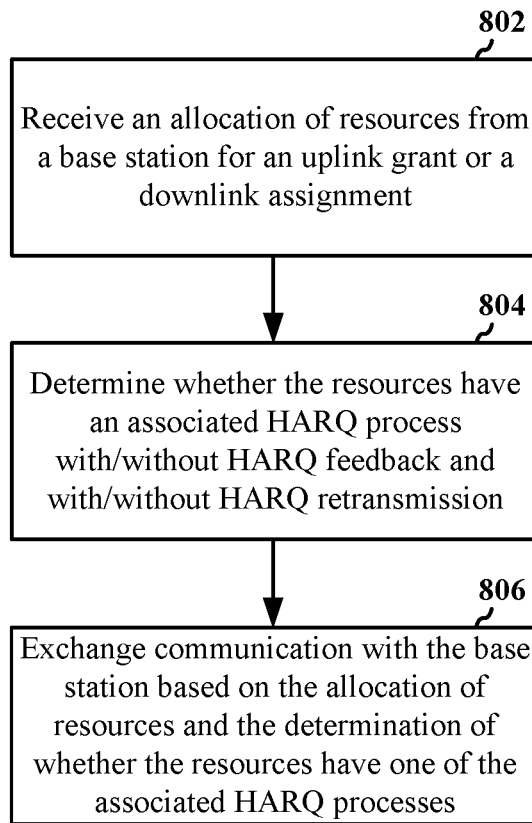 802
Receive an allocation of resources from
a base station for an uplink grant or a
downlink assignment
804
Determine whether the resources have
an associated HARQ process
with/without HARQ feedback and
with/without HARQ retransmission
806
Exchange communication with the base
station based on the allocation of
resources and the determination of
whether the resources have one of the
associated HARQ processes